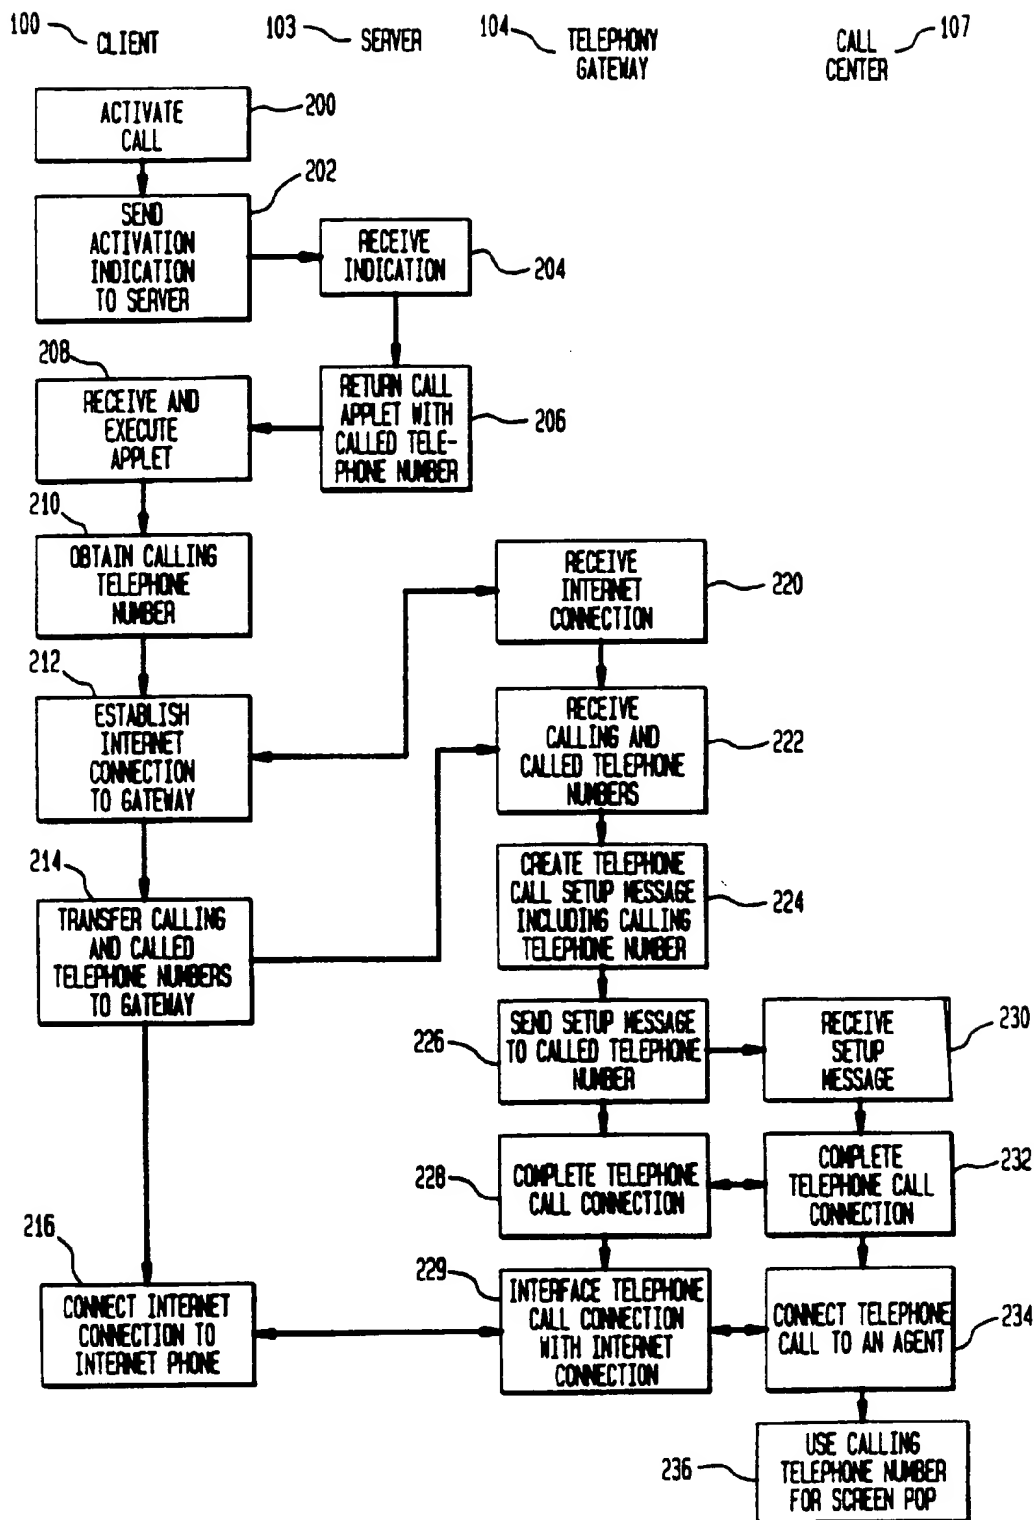 100 CLIENT
103 SERVER
104 TELEPHONY
GATEWAY
CALL
CENTER 107
ACTIVATE
CALL
200
SEND
ACTIVATION
INDICATION
TO SERVER
202
RECEIVE
INDICATION
204
RETURN CALL
APPLET WITH
CALLED TELE-
PHONE NUMBER
206
208
RECEIVE AND
EXECUTE
APPLET
210
OBTAIN CALLING
TELEPHONE
NUMBER
212
ESTABLISH
INTERNET
CONNECTION
TO GATEWAY
214
TRANSFER CALLING
AND CALLED
TELEPHONE NUMBERS
TO GATEWAY
216
CONNECT INTERNET
CONNECTION TO
INTERNET PHONE
RECEIVE
INTERNET
CONNECTION
220
RECEIVE
CALLING AND
CALLED TELEPHONE
NUMBERS
222
CREATE TELEPHONE
CALL SETUP MESSAGE
INCLUDING CALLING
TELEPHONE NUMBER
224
226
SEND SETUP MESSAGE
TO CALLED TELEPHONE
NUMBER
228
COMPLETE TELEPHONE
CALL CONNECTION
229
INTERFACE TELEPHONE
CALL CONNECTION
WITH INTERNET
CONNECTION
RECEIVE
SETUP
MESSAGE
230
COMPLETE
TELEPHONE CALL
CONNECTION
232
CONNECT TELEPHONE
CALL TO AN AGENT
234
236
USE CALLING
TELEPHONE NUMBER
FOR SCREEN POP